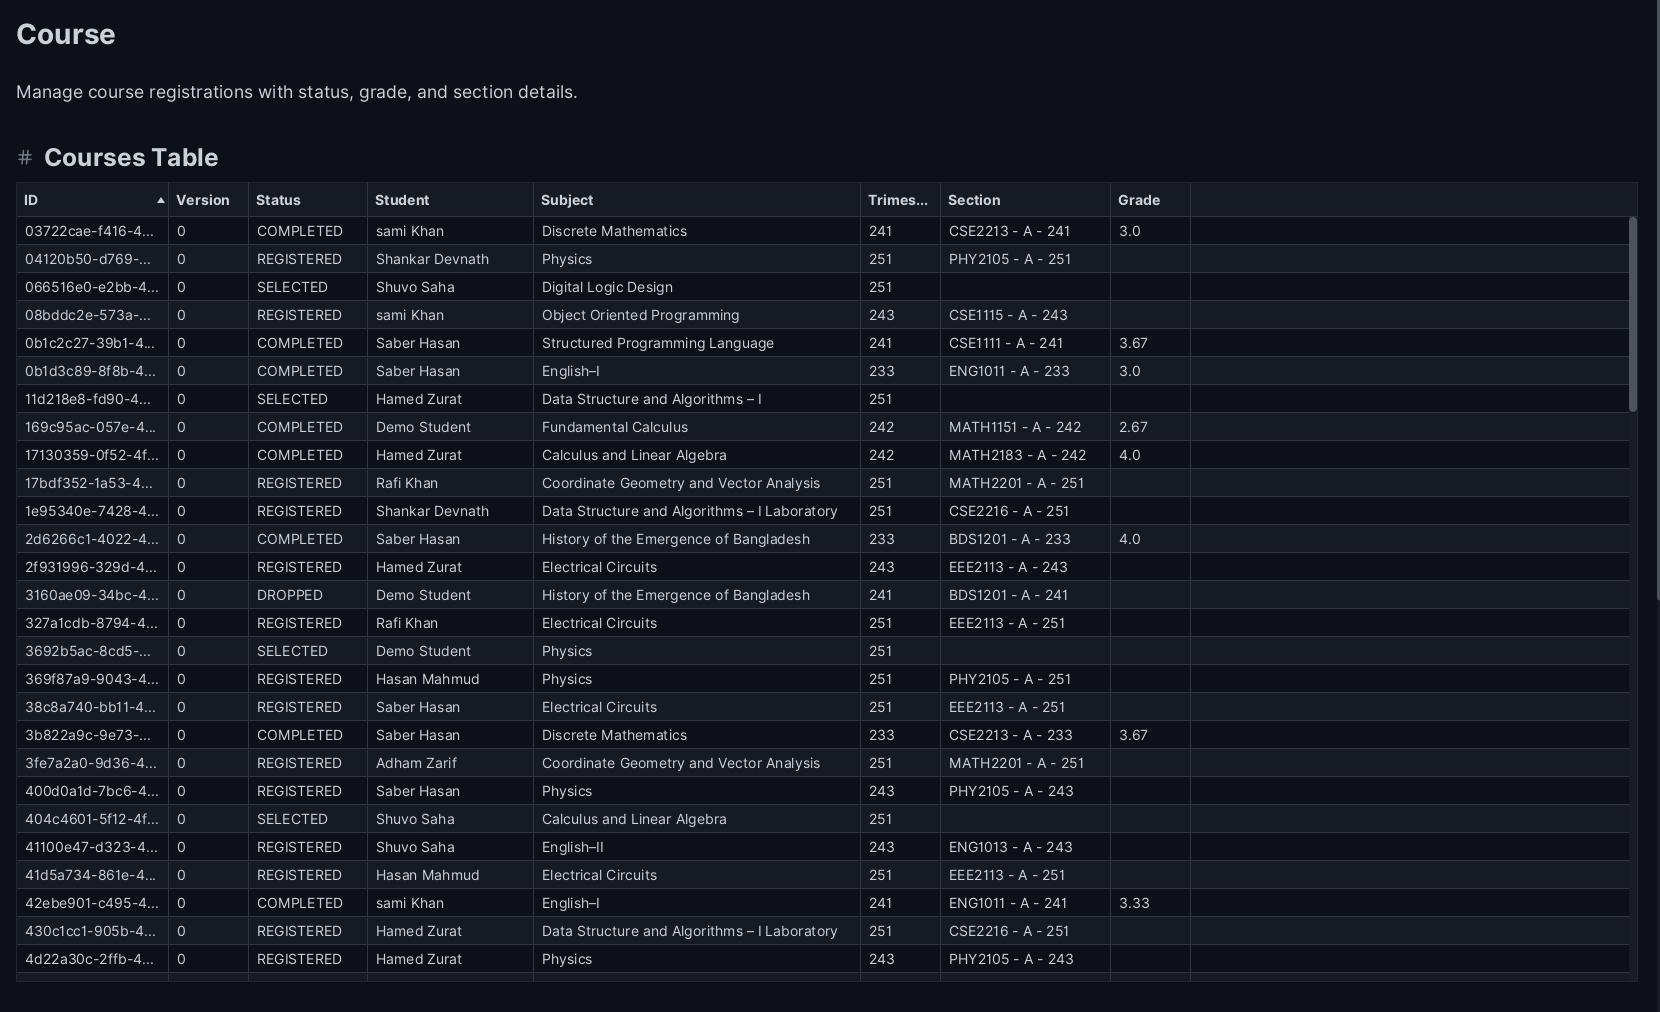 Course
Manage course registrations with status, grade, and section details.
# Courses Table
ID Version Status Student Subject Trimes... Section Grade
03722cae-f416-4... 0 COMPLETED sami Khan Discrete Mathematics 241 CSE2213 - A - 241 3.0
04120b50-d769-... 0 REGISTERED Shankar Devnath Physics 251 PHY2105 - A - 251
066516e0-e2bb-4... 0 SELECTED Shuvo Saha Digital Logic Design 251
08bddc2e-573a-... 0 REGISTERED sami Khan Object Oriented Programming 243 CSE1115 - A - 243
0b1c2c27-39b1-4... 0 COMPLETED Saber Hasan Structured Programming Language 241 CSE1111 - A - 241 3.67
0b1d3c89-8f8b-4... 0 COMPLETED Saber Hasan English–I 233 ENG1011 - A - 233 3.0
11d218e8-fd90-4... 0 SELECTED Hamed Zurat Data Structure and Algorithms – I 251
169c95ac-057e-4... 0 COMPLETED Demo Student Fundamental Calculus 242 MATH1151 - A - 242 2.67
17130359-0f52-4f... 0 COMPLETED Hamed Zurat Calculus and Linear Algebra 242 MATH2183 - A - 242 4.0
17bdf352-1a53-4... 0 REGISTERED Rafi Khan Coordinate Geometry and Vector Analysis 251 MATH2201 - A - 251
1e95340e-7428-4... 0 REGISTERED Shankar Devnath Data Structure and Algorithms – I Laboratory 251 CSE2216 - A - 251
2d6266c1-4022-4... 0 COMPLETED Saber Hasan History of the Emergence of Bangladesh 233 BDS1201 - A - 233 4.0
2f931996-329d-4... 0 REGISTERED Hamed Zurat Electrical Circuits 243 EEE2113 - A - 243
3160ae09-34bc-4... 0 DROPPED Demo Student History of the Emergence of Bangladesh 241 BDS1201 - A - 241
327a1cdb-8794-4... 0 REGISTERED Rafi Khan Electrical Circuits 251 EEE2113 - A - 251
3692b5ac-8cd5-... 0 SELECTED Demo Student Physics 251
369f87a9-9043-4... 0 REGISTERED Hasan Mahmud Physics 251 PHY2105 - A - 251
38c8a740-bb11-4... 0 REGISTERED Saber Hasan Electrical Circuits 251 EEE2113 - A - 251
3b822a9c-9e73-... 0 COMPLETED Saber Hasan Discrete Mathematics 233 CSE2213 - A - 233 3.67
3fe7a2a0-9d36-4... 0 REGISTERED Adham Zarif Coordinate Geometry and Vector Analysis 251 MATH2201 - A - 251
400d0a1d-7bc6-4... 0 REGISTERED Saber Hasan Physics 243 PHY2105 - A - 243
404c4601-5f12-4f... 0 SELECTED Shuvo Saha Calculus and Linear Algebra 251
41100e47-d323-4... 0 REGISTERED Shuvo Saha English–II 243 ENG1013 - A - 243
41d5a734-861e-4... 0 REGISTERED Hasan Mahmud Electrical Circuits 251 EEE2113 - A - 251
42ebe901-c495-4... 0 COMPLETED sami Khan English–I 241 ENG1011 - A - 241 3.33
430c1cc1-905b-4... 0 REGISTERED Hamed Zurat Data Structure and Algorithms – I Laboratory 251 CSE2216 - A - 251
4d22a30c-2ffb-4... 0 REGISTERED Hamed Zurat Physics 243 PHY2105 - A - 243